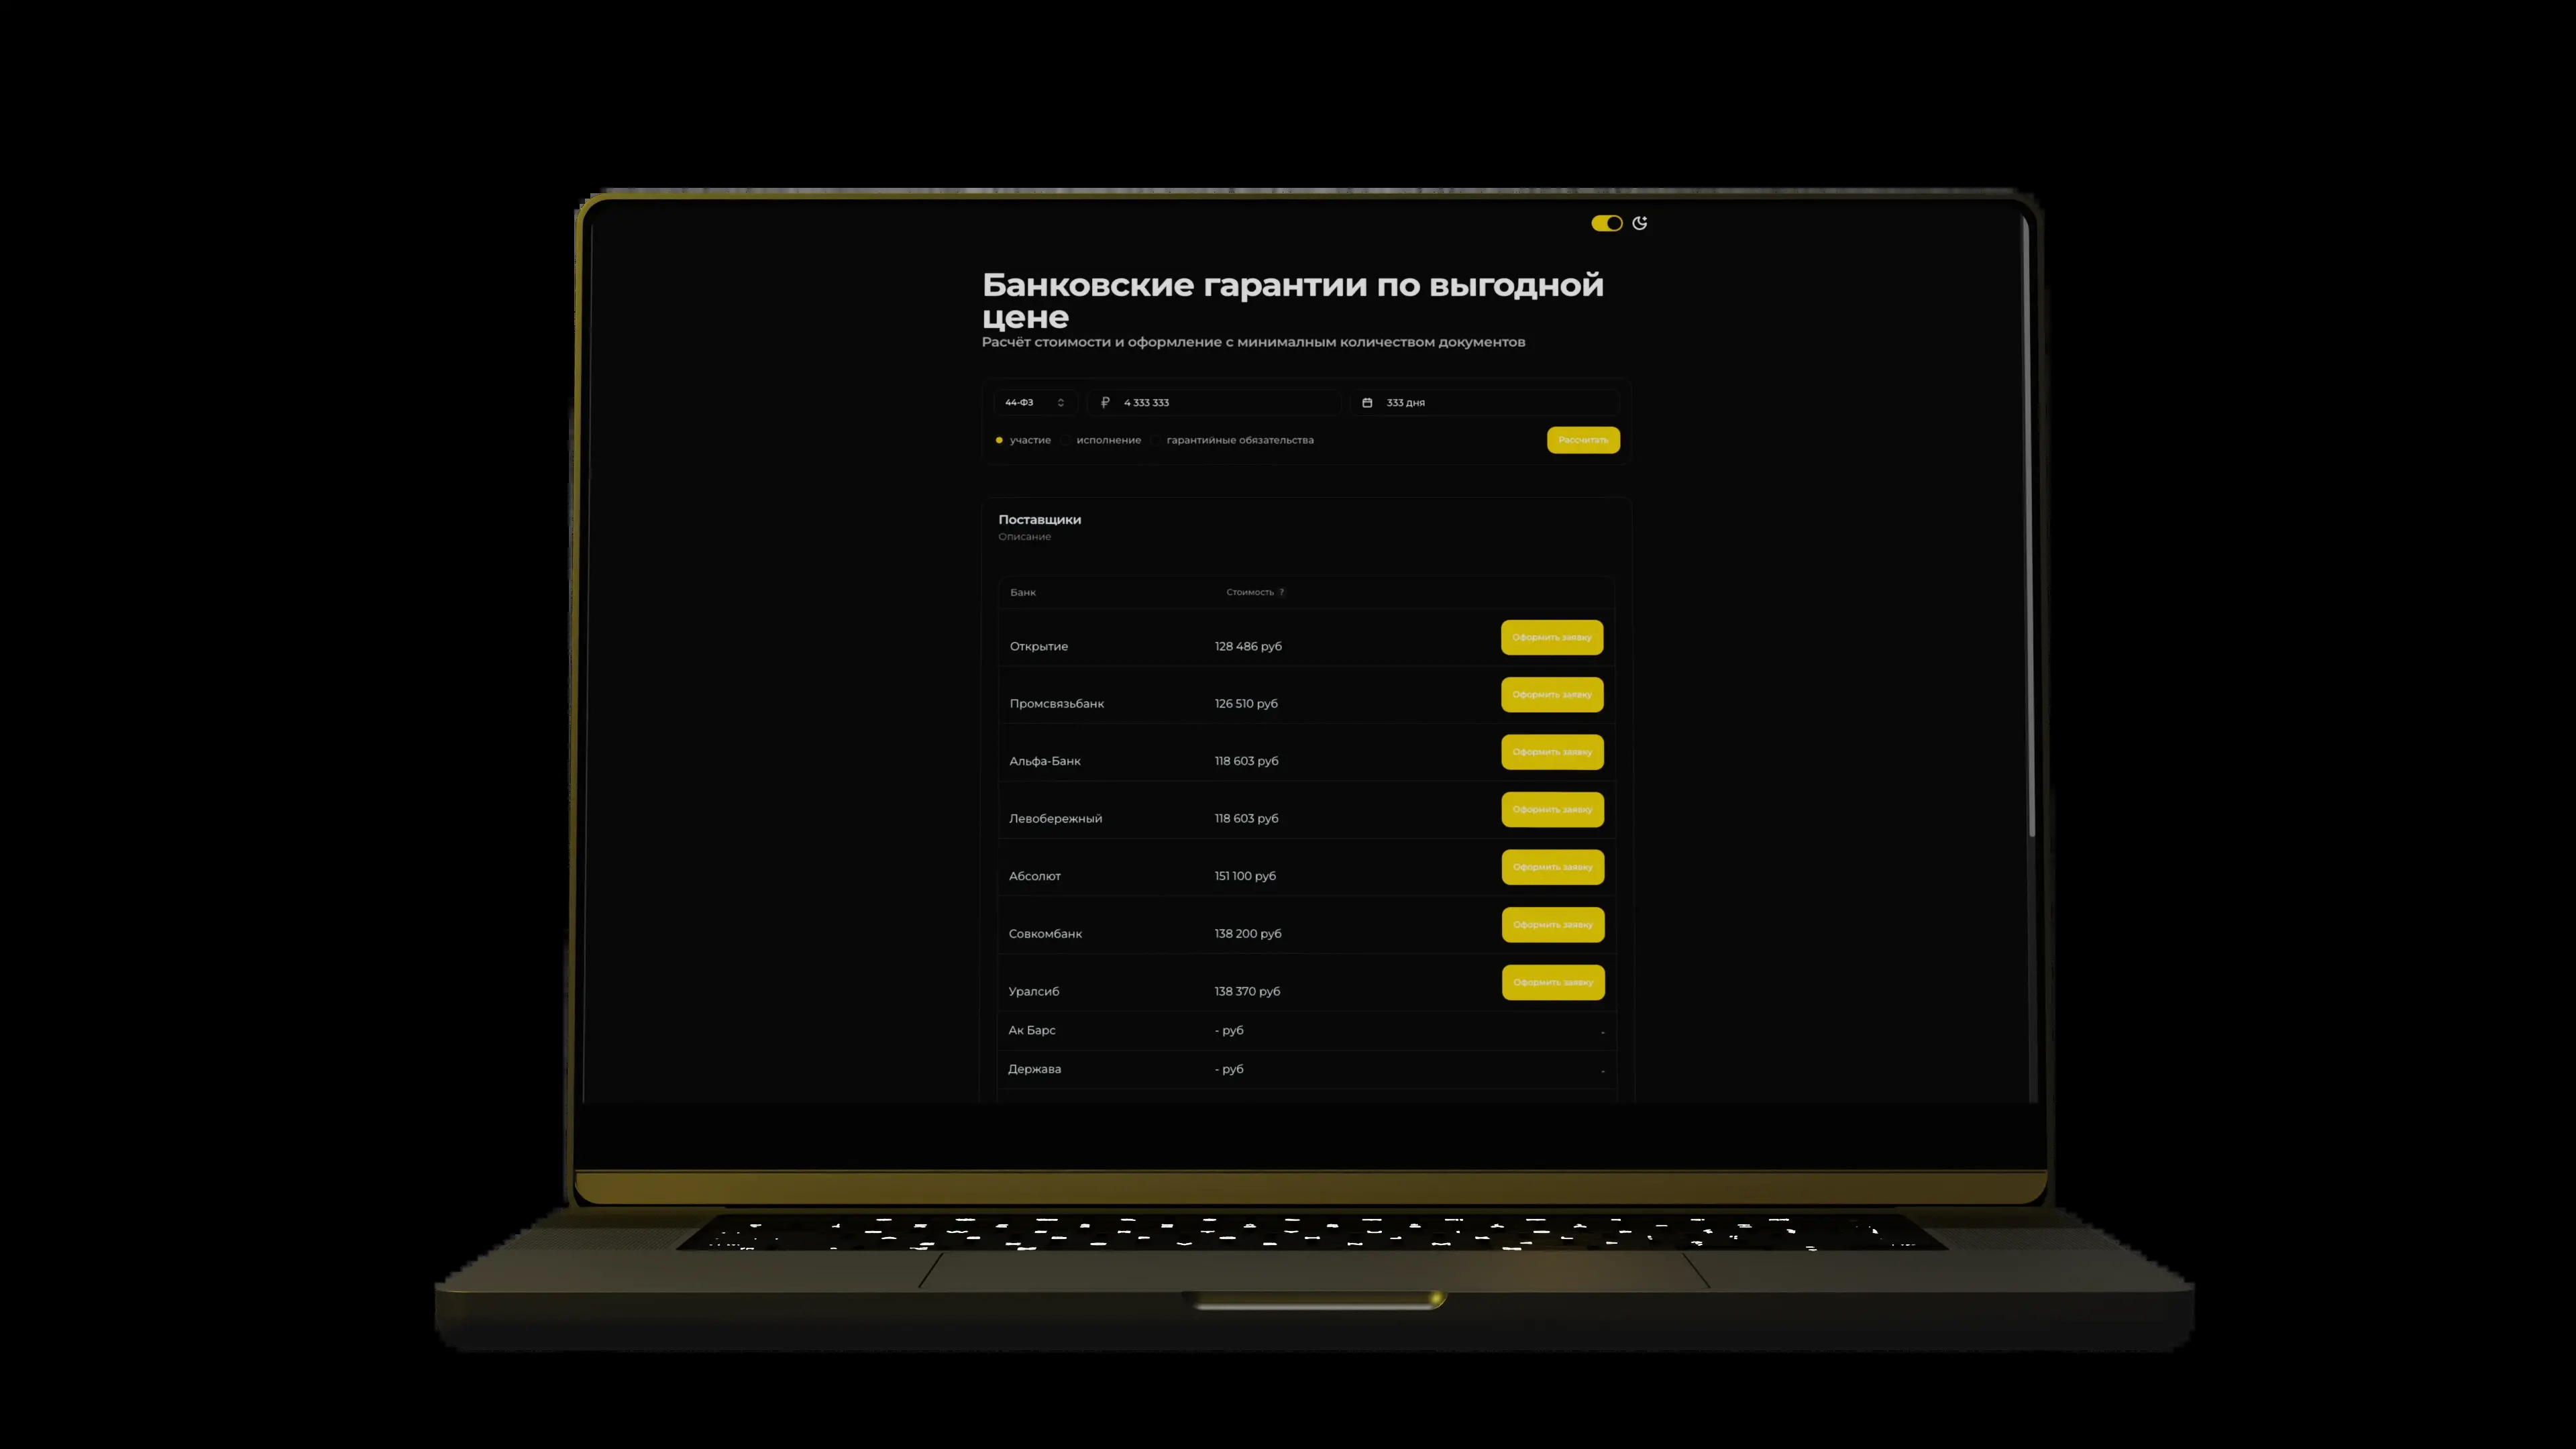 Банковские гарантии по выгодной
цене
Расчёт стоимости и оформление с минималным количеством документов
44-ФЗ ₽ 4 333 333 333 дня
участие исполнение гарантийные обязательства Рассчитать
Поставщики
Описание
Банк Стоимость ?
Открытие 128 486 руб Оформить заявку
Промсвязьбанк 126 510 руб Оформить заявку
Альфа-Банк 118 603 руб Оформить заявку
Левобережный 118 603 руб Оформить заявку
Абсолют 151 100 руб Оформить заявку
Совкомбанк 138 200 руб Оформить заявку
Уралсиб 138 370 руб Оформить заявку
Ак Барс - руб -
Держава - руб -